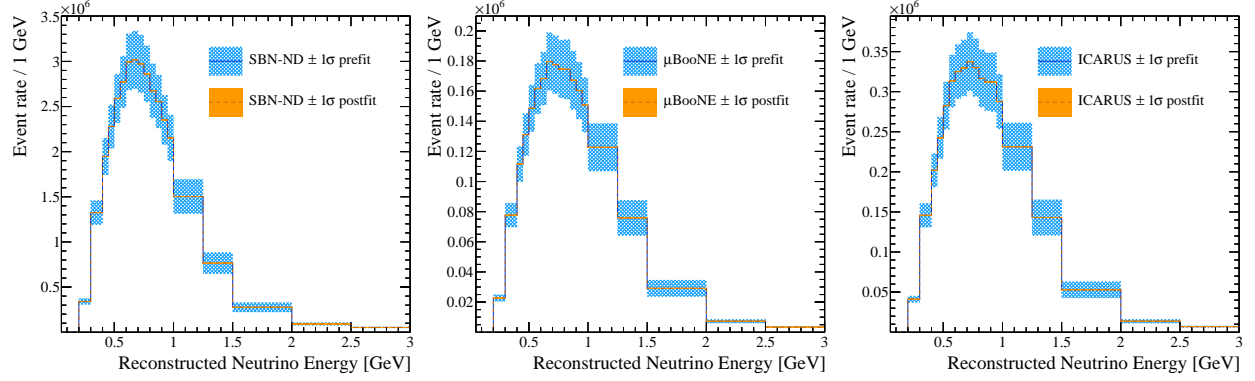 ×10⁶
Event rate / 1 GeV
3.5
3
2.5
2
1.5
1
0.5
SBN-ND ± 1σ prefit
SBN-ND ± 1σ postfit
0.5 1 1.5 2 2.5 3
Reconstructed Neutrino Energy [GeV]
×10⁶
Event rate / 1 GeV
0.2
0.18
0.16
0.14
0.12
0.1
0.08
0.06
0.04
0.02
μBooNE ± 1σ prefit
μBooNE ± 1σ postfit
0.5 1 1.5 2 2.5 3
Reconstructed Neutrino Energy [GeV]
×10⁶
Event rate / 1 GeV
0.35
0.3
0.25
0.2
0.15
0.1
0.05
ICARUS ± 1σ prefit
ICARUS ± 1σ postfit
0.5 1 1.5 2 2.5 3
Reconstructed Neutrino Energy [GeV]